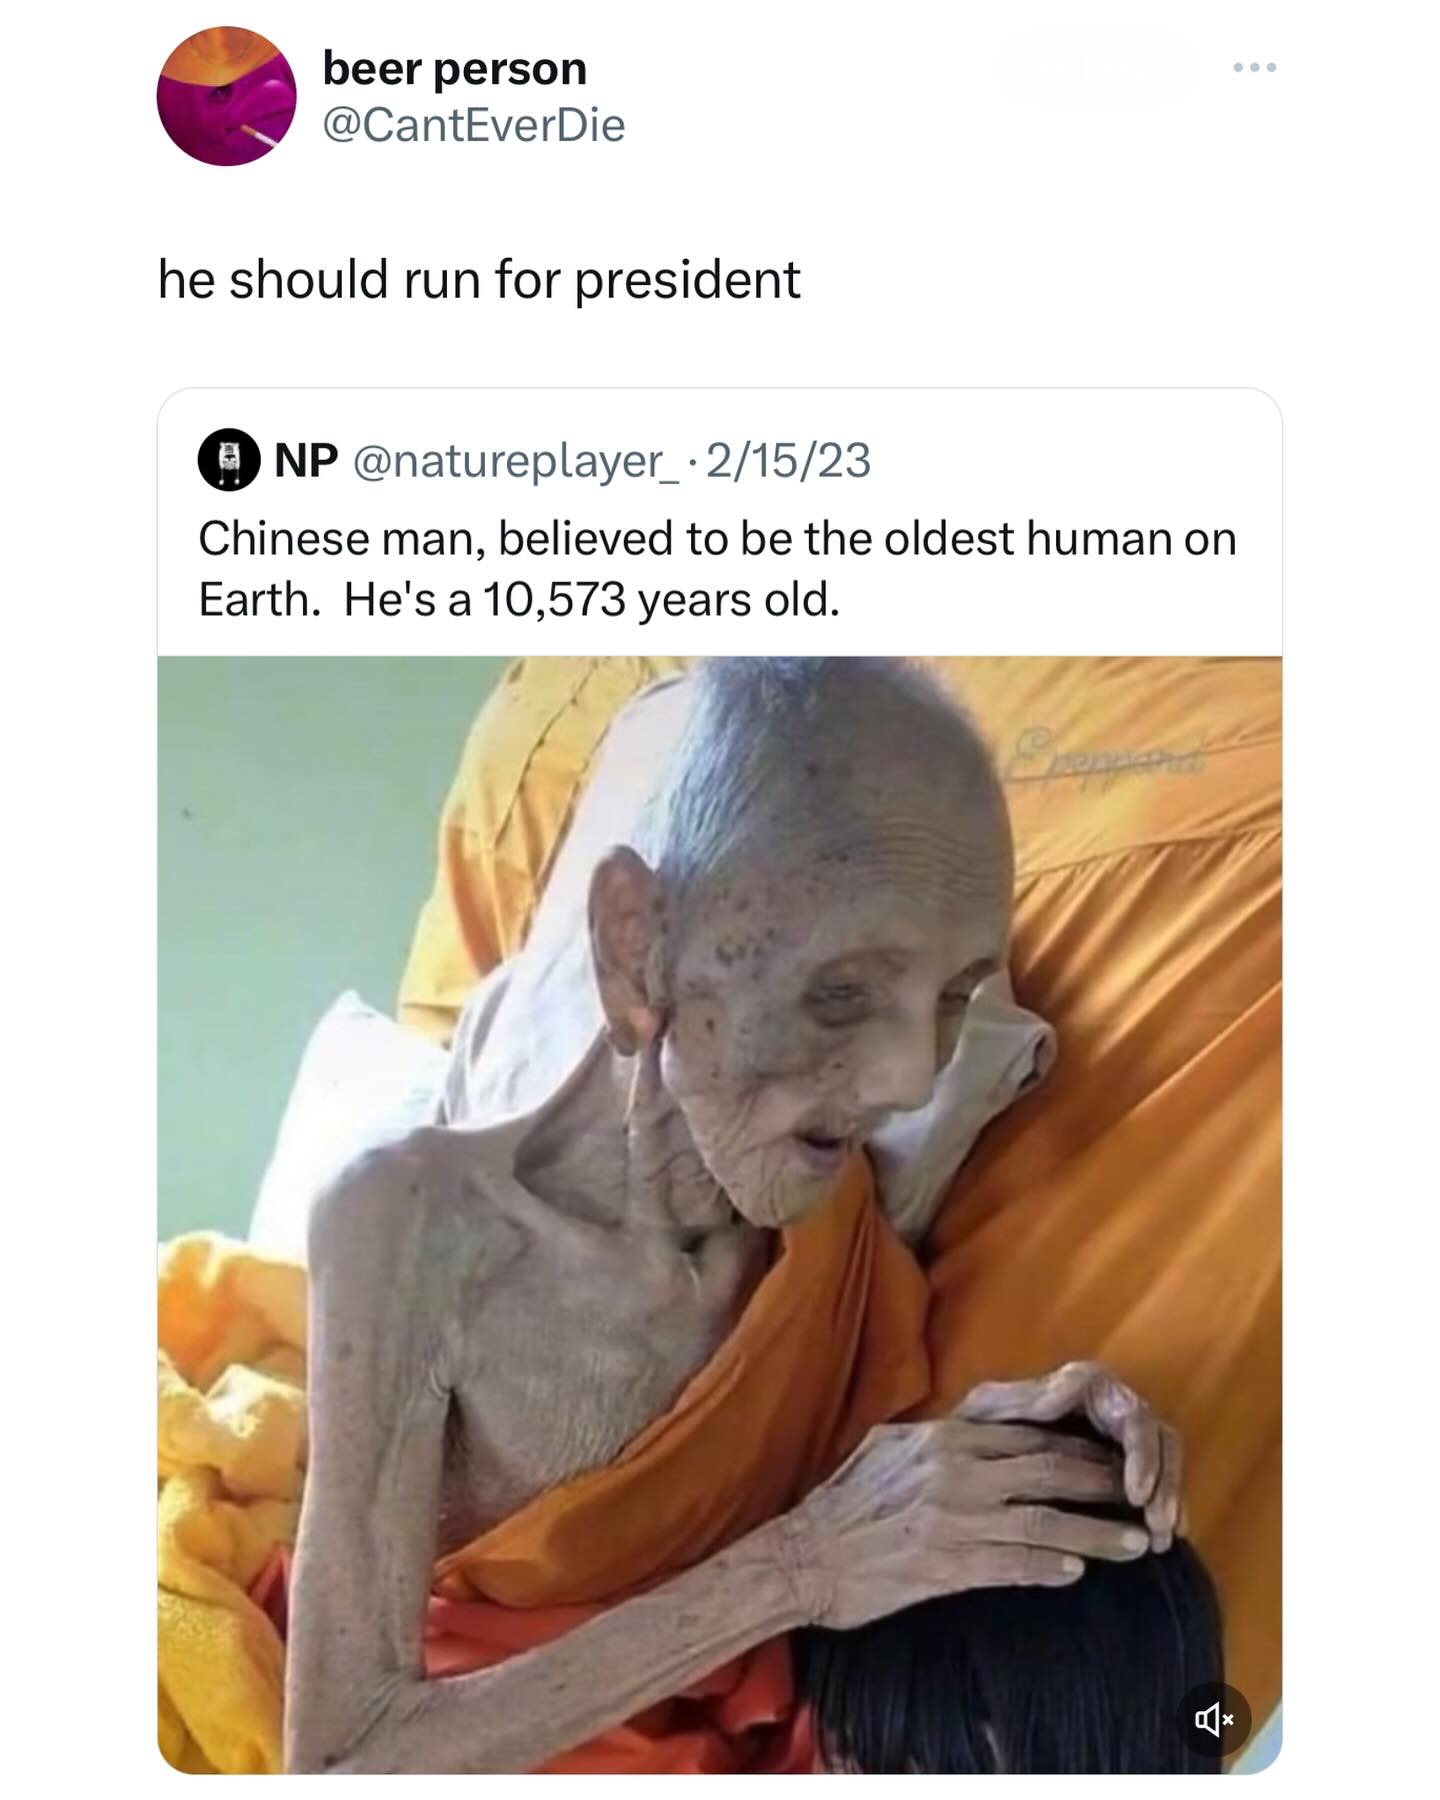 beer person
@CantEverDie
he should run for president
NP @natureplayer_ · 2/15/23
Chinese man, believed to be the oldest human on
Earth.  He's a 10,573 years old.
Epeppard